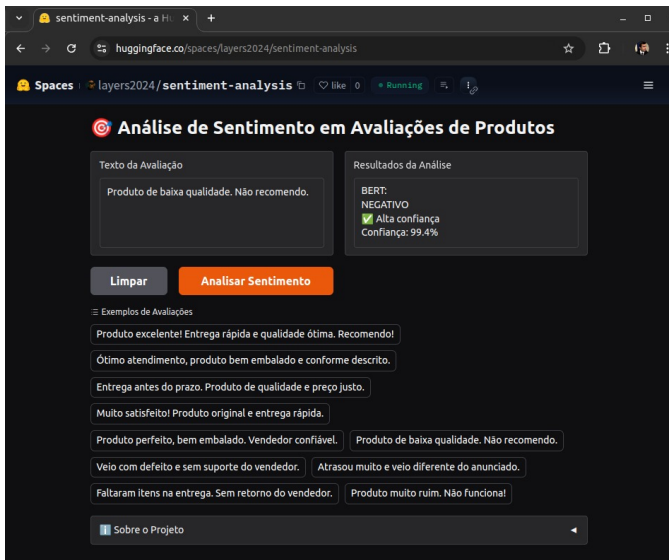 sentiment-analysis - a Hu
huggingface.co/spaces/layers2024/sentiment-analysis
Spaces layers2024/sentiment-analysis like 0 Running
🎯 Análise de Sentimento em Avaliações de Produtos
Texto da Avaliação
Produto de baixa qualidade. Não recomendo.
Resultados da Análise
BERT:
NEGATIVO
✅ Alta confiança
Confiança: 99.4%
Limpar Analisar Sentimento
Exemplos de Avaliações
Produto excelente! Entrega rápida e qualidade ótima. Recomendo!
Ótimo atendimento, produto bem embalado e conforme descrito.
Entrega antes do prazo. Produto de qualidade e preço justo.
Muito satisfeito! Produto original e entrega rápida.
Produto perfeito, bem embalado. Vendedor confiável. Produto de baixa qualidade. Não recomendo.
Veio com defeito e sem suporte do vendedor. Atrasou muito e veio diferente do anunciado.
Faltaram itens na entrega. Sem retorno do vendedor. Produto muito ruim. Não funciona!
ℹ️ Sobre o Projeto